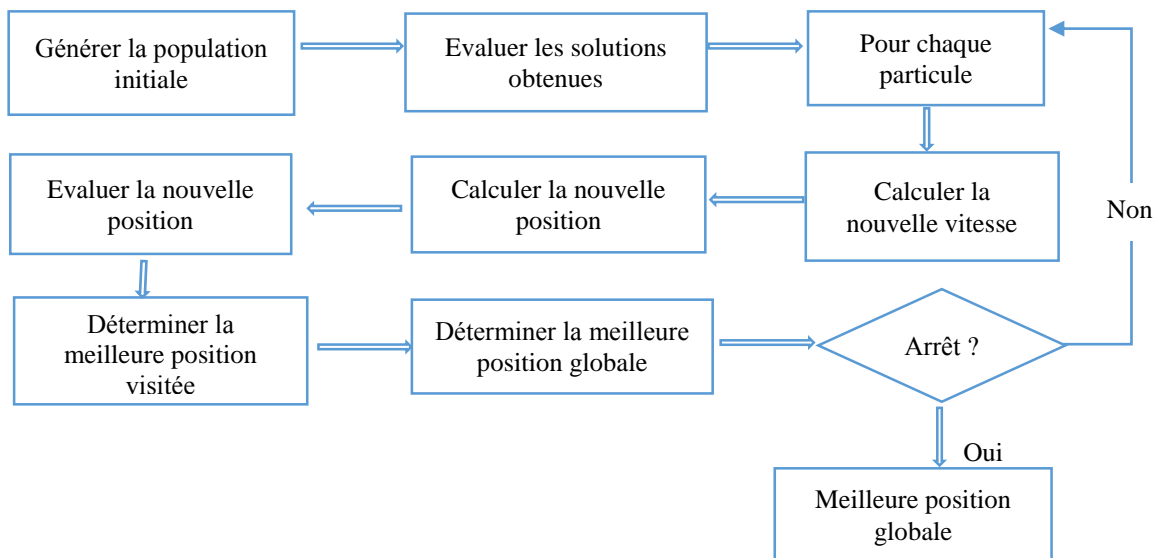 Générer la population
initiale
Evaluer les solutions
obtenues
Pour chaque
particule
Calculer la
nouvelle vitesse
Calculer la nouvelle
position
Evaluer la nouvelle
position
Déterminer la
meilleure position
visitée
Déterminer la meilleure
position globale
Arrêt ?
Non
Oui
Meilleure position
globale